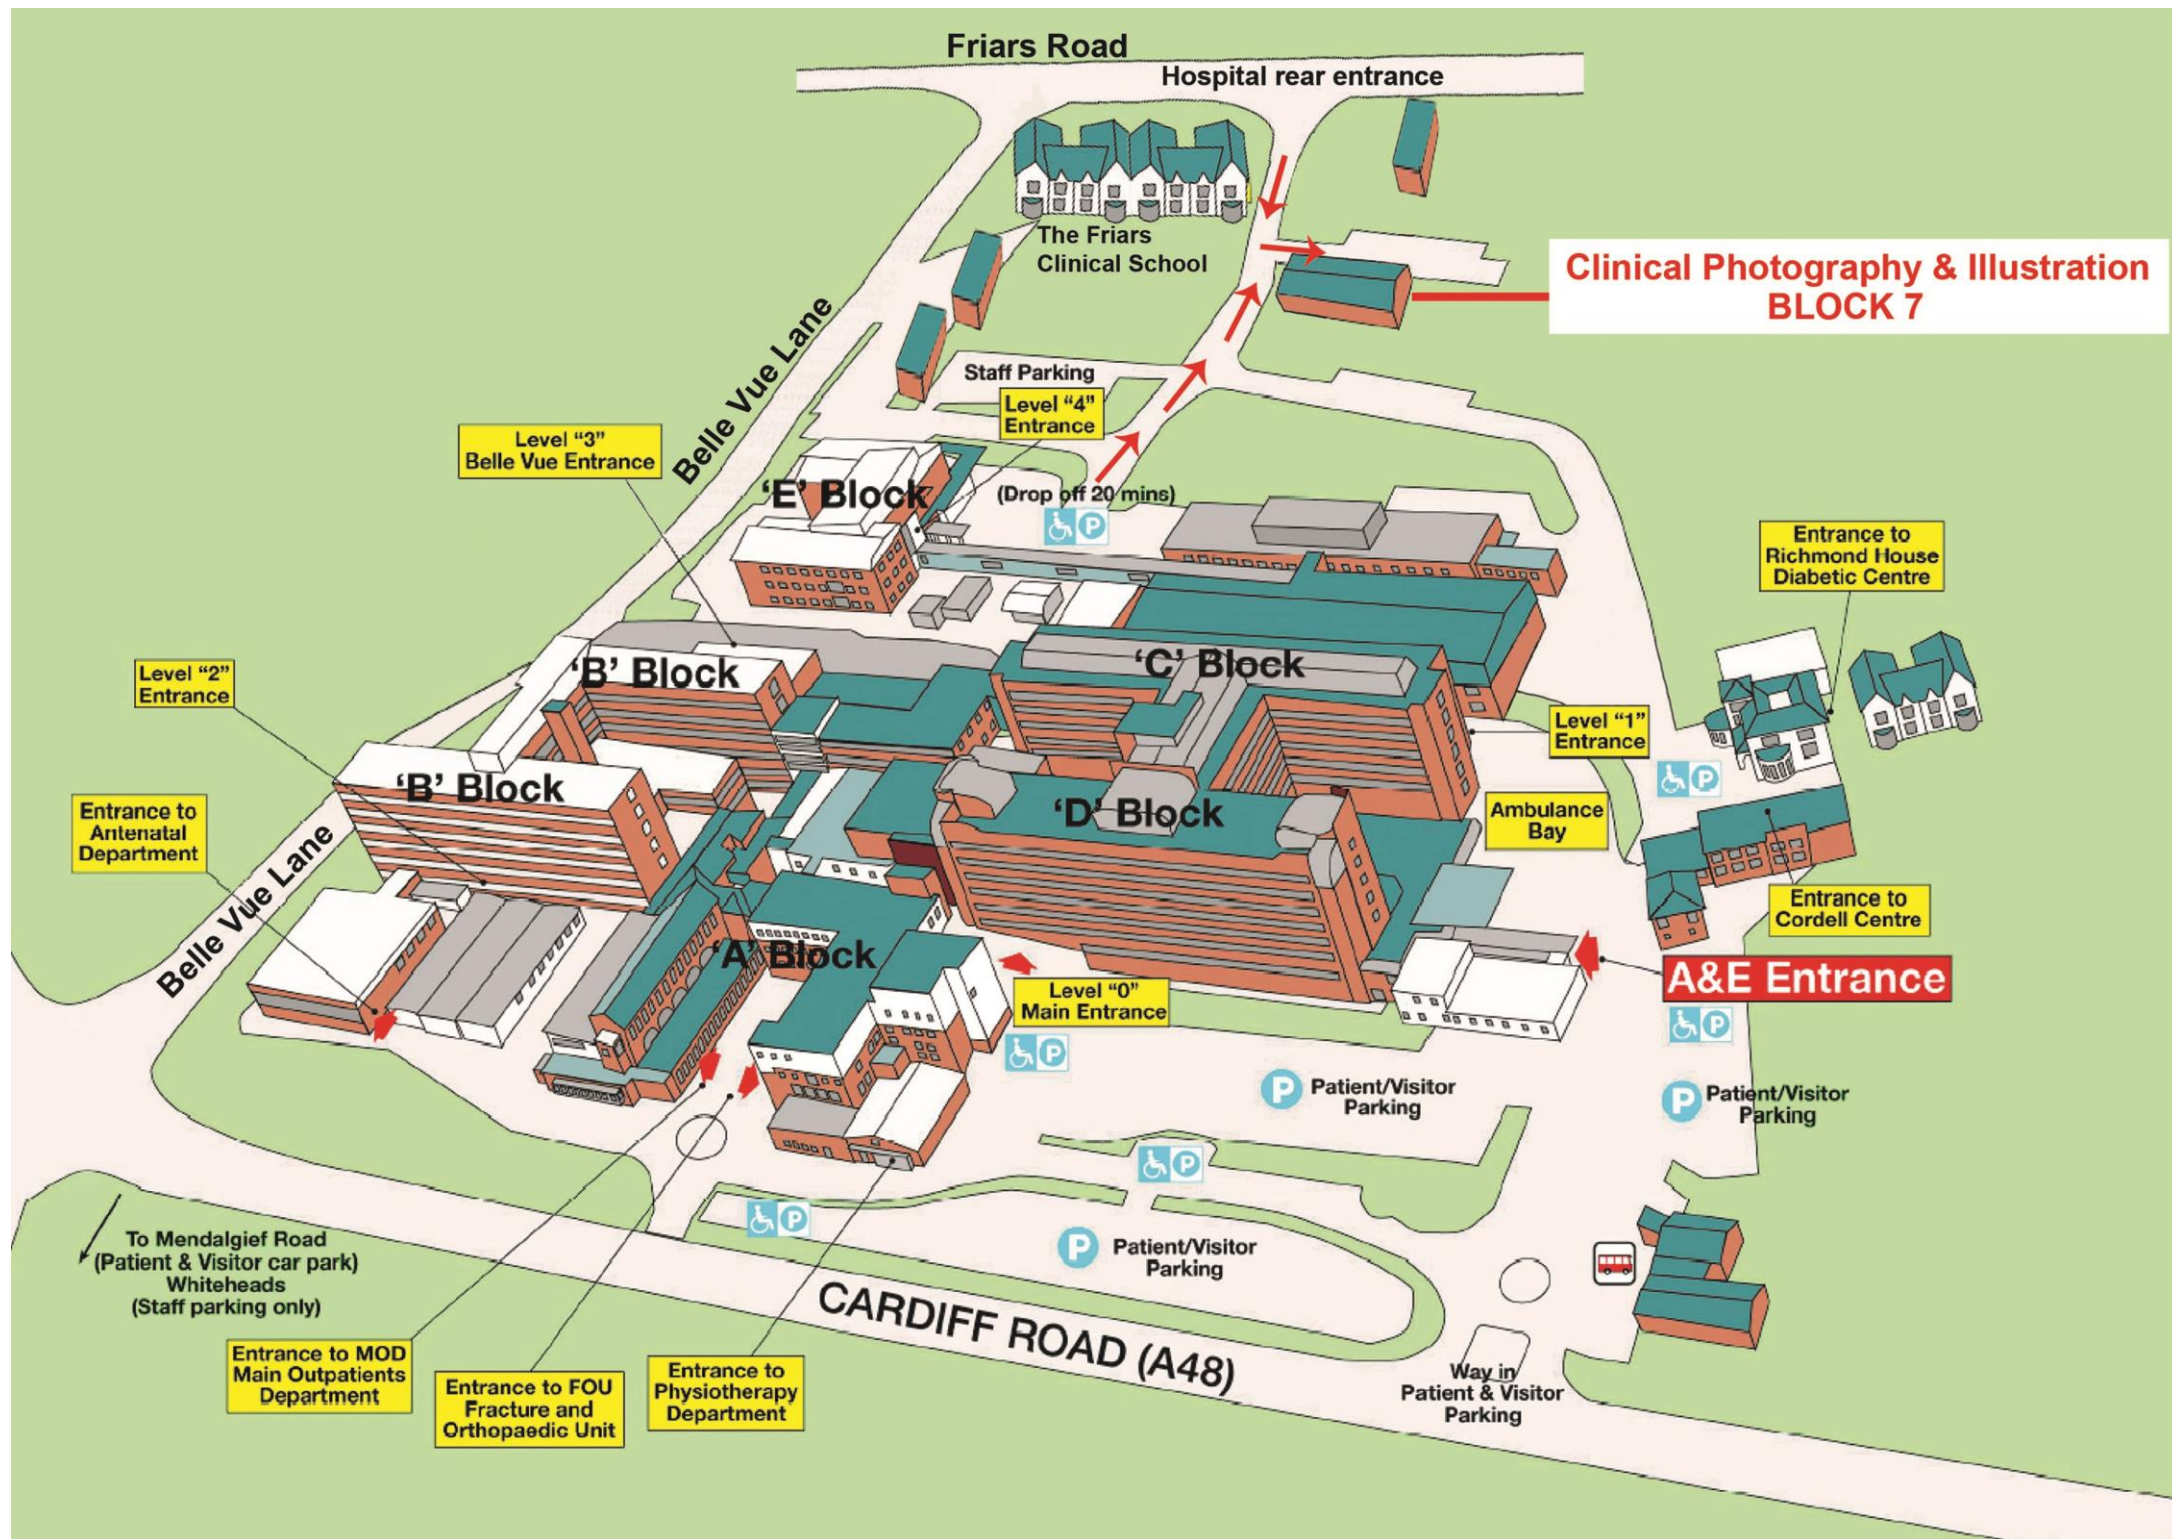 Friars Road
Hospital rear entrance
The Friars
Clinical School
Clinical Photography & Illustration
BLOCK 7
Belle Vue Lane
Staff Parking
Level “4”
Entrance
Level “3”
Belle Vue Entrance
‘E’ Block
(Drop off 20 mins)
P
Entrance to
Richmond House
Diabetic Centre
‘B’ Block
‘C’ Block
Level “2”
Entrance
Level “1”
Entrance
P
‘B’ Block
‘D’ Block
Ambulance
Bay
Entrance to
Antenatal
Department
Belle Vue Lane
Entrance to
Cordell Centre
‘A’ Block
A&E Entrance
Level “0”
Main Entrance
P
P
P
Patient/Visitor
Parking
P
Patient/Visitor
Parking
P
P
P
Patient/Visitor
Parking
To Mendalgief Road
(Patient & Visitor car park)
Whiteheads
(Staff parking only)
CARDIFF ROAD (A48)
Entrance to MOD
Main Outpatients
Department
Entrance to FOU
Fracture and
Orthopaedic Unit
Entrance to
Physiotherapy
Department
Way in
Patient & Visitor
Parking